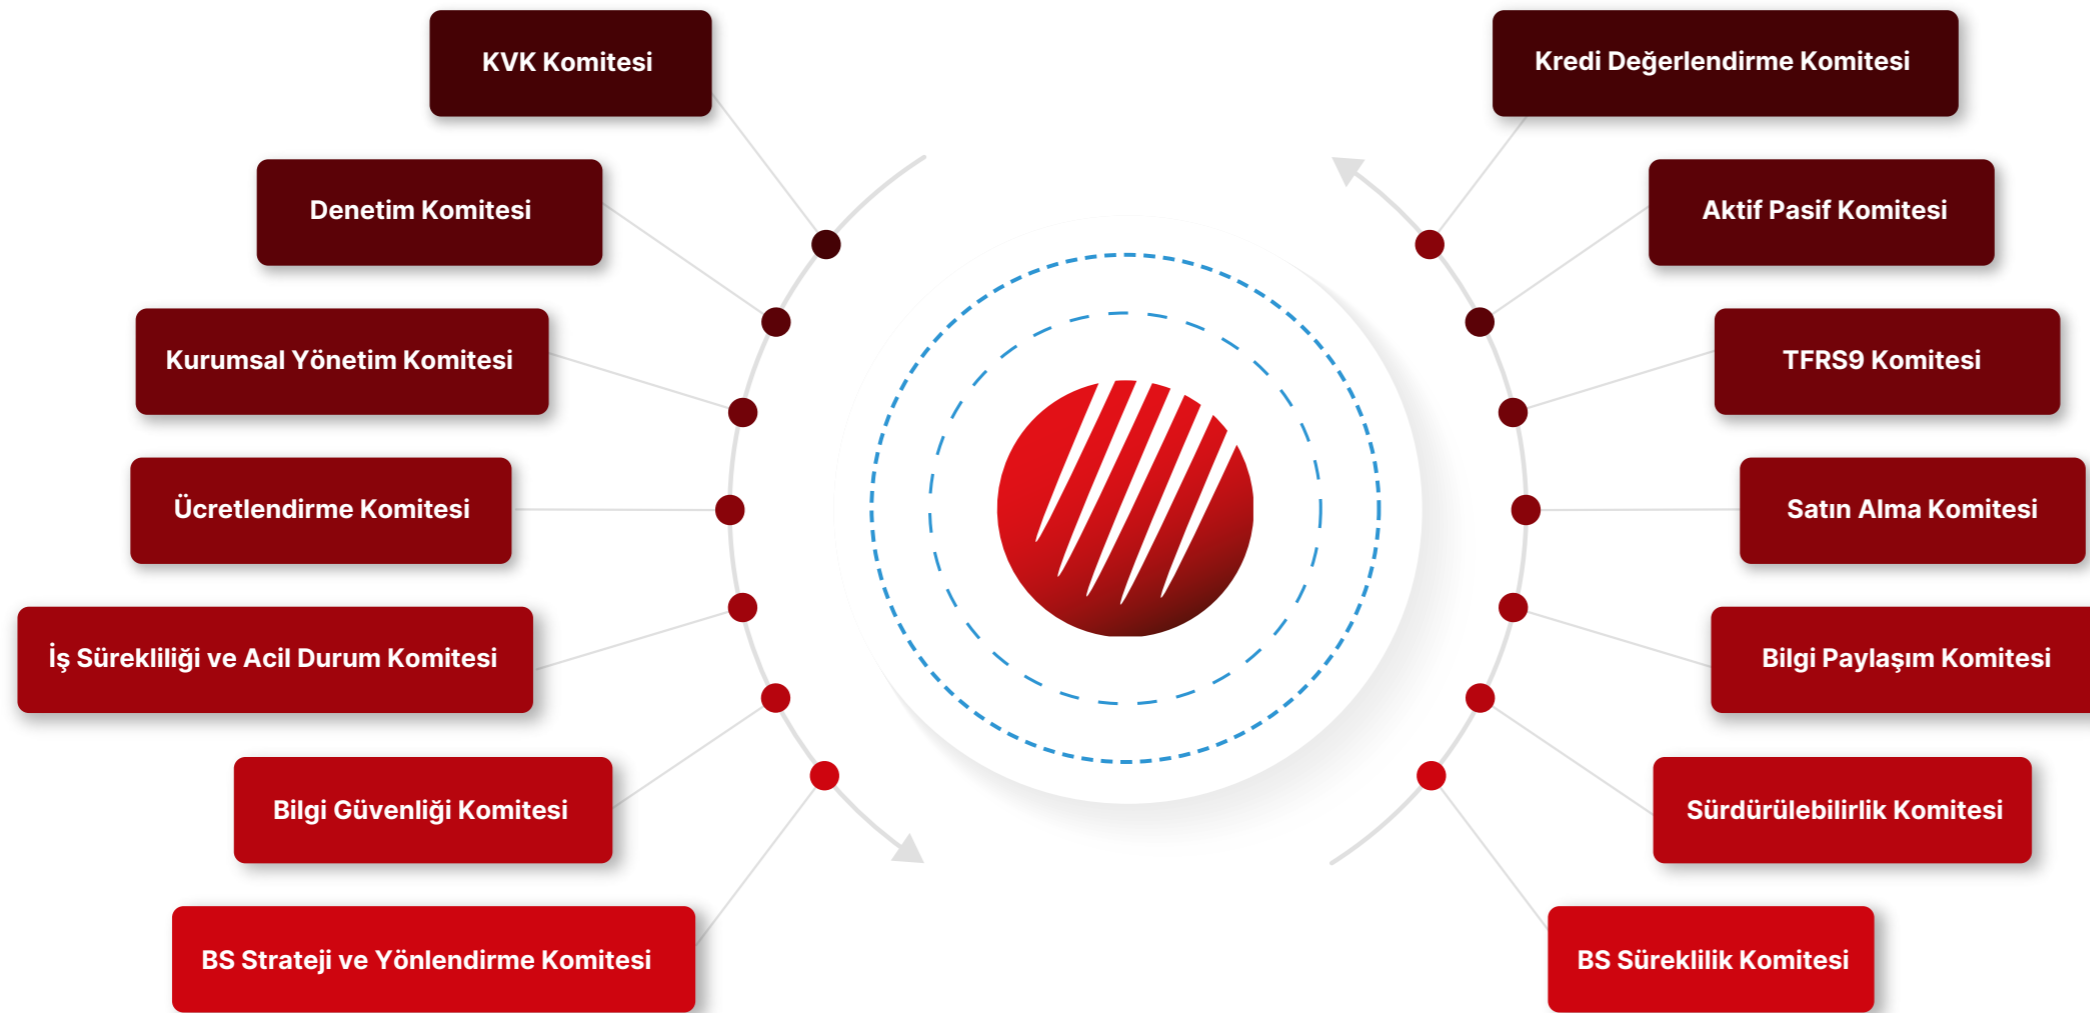 KVK Komitesi
Denetim Komitesi
Kurumsal Yönetim Komitesi
Ücretlendirme Komitesi
İş Sürekliliği ve Acil Durum Komitesi
Bilgi Güvenliği Komitesi
BS Strateji ve Yönlendirme Komitesi
Kredi Değerlendirme Komitesi
Aktif Pasif Komitesi
TFRS9 Komitesi
Satın Alma Komitesi
Bilgi Paylaşım Komitesi
Sürdürülebilirlik Komitesi
BS Süreklilik Komitesi